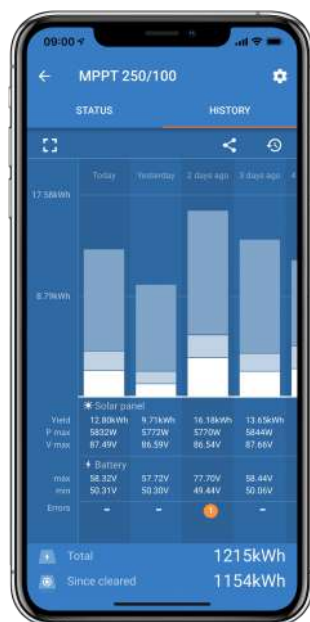 09:00
MPPT 250/100
STATUS HISTORY
Today Yesterday 2 days ago 3 days ago 4
17.58kWh
8.79kWh
Solar panel
Yield 12.80kWh 9.71kWh 16.18kWh 13.65kWh
P max 5832W 5772W 5770W 5844W
V max 87.49V 86.59V 86.54V 87.66V
Battery
max 58.32V 57.72V 77.70V 58.44V
min 50.31V 50.30V 49.44V 50.06V
Errors - - 1 -
Total 1215kWh
Since cleared 1154kWh